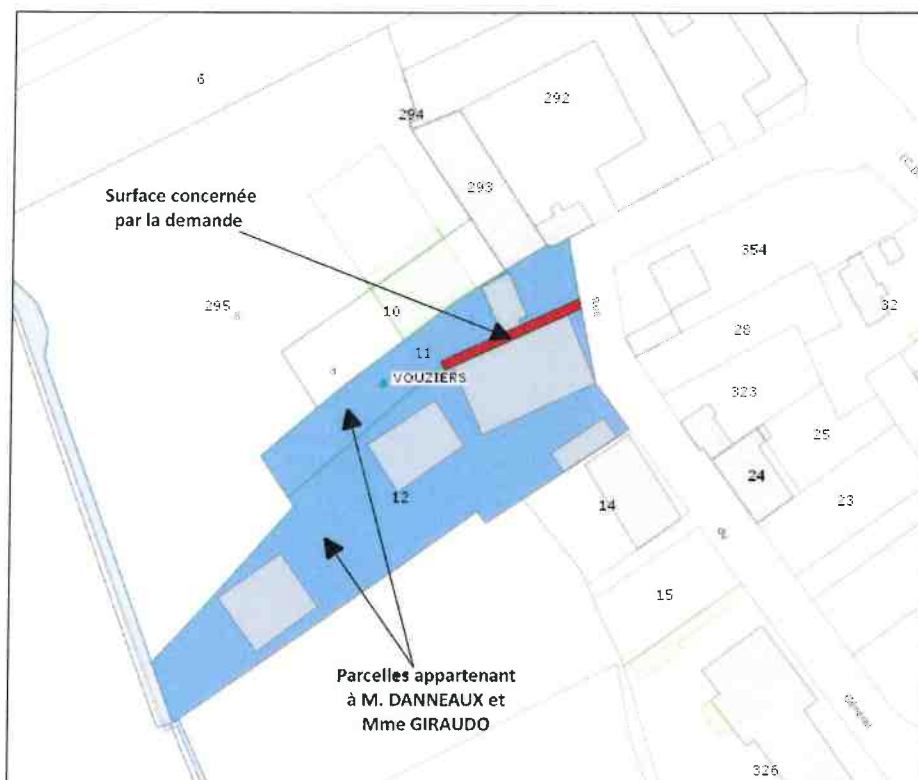 6
292
294
293
Surface concernée
par la demande
354
295
10
32
28
11
VOUZIERS
323
25
24
12
23
14
15
Parcelles appartenant
à M. DANNEAUX et
Mme GIRAUDO
Général
326